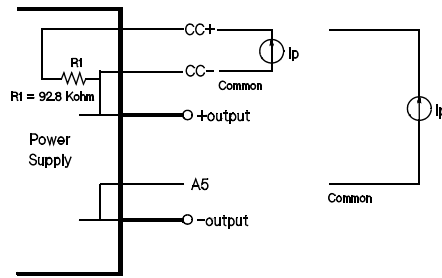 CC+
Ip
R1
CC-
R1 = 92.8 Kohm
Common
Ip
+output
Power
Supply
A5
Common
-output